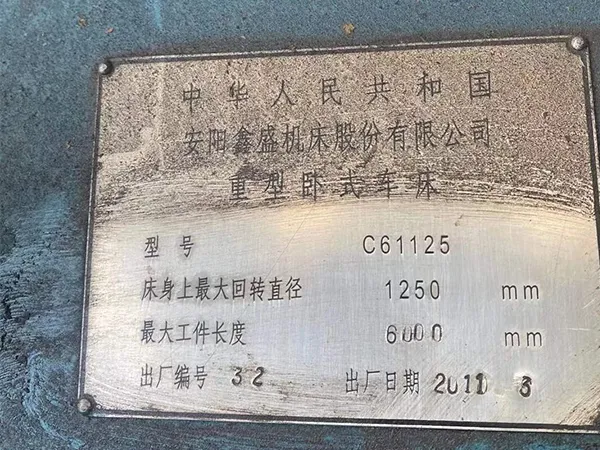 中华人民共和国
安阳鑫盛机床股份有限公司
重型卧式车床
型号 C61125
床身上最大回转直径 1250 mm
最大工件长度 6000 mm
出厂编号 32 出厂日期 2011 3